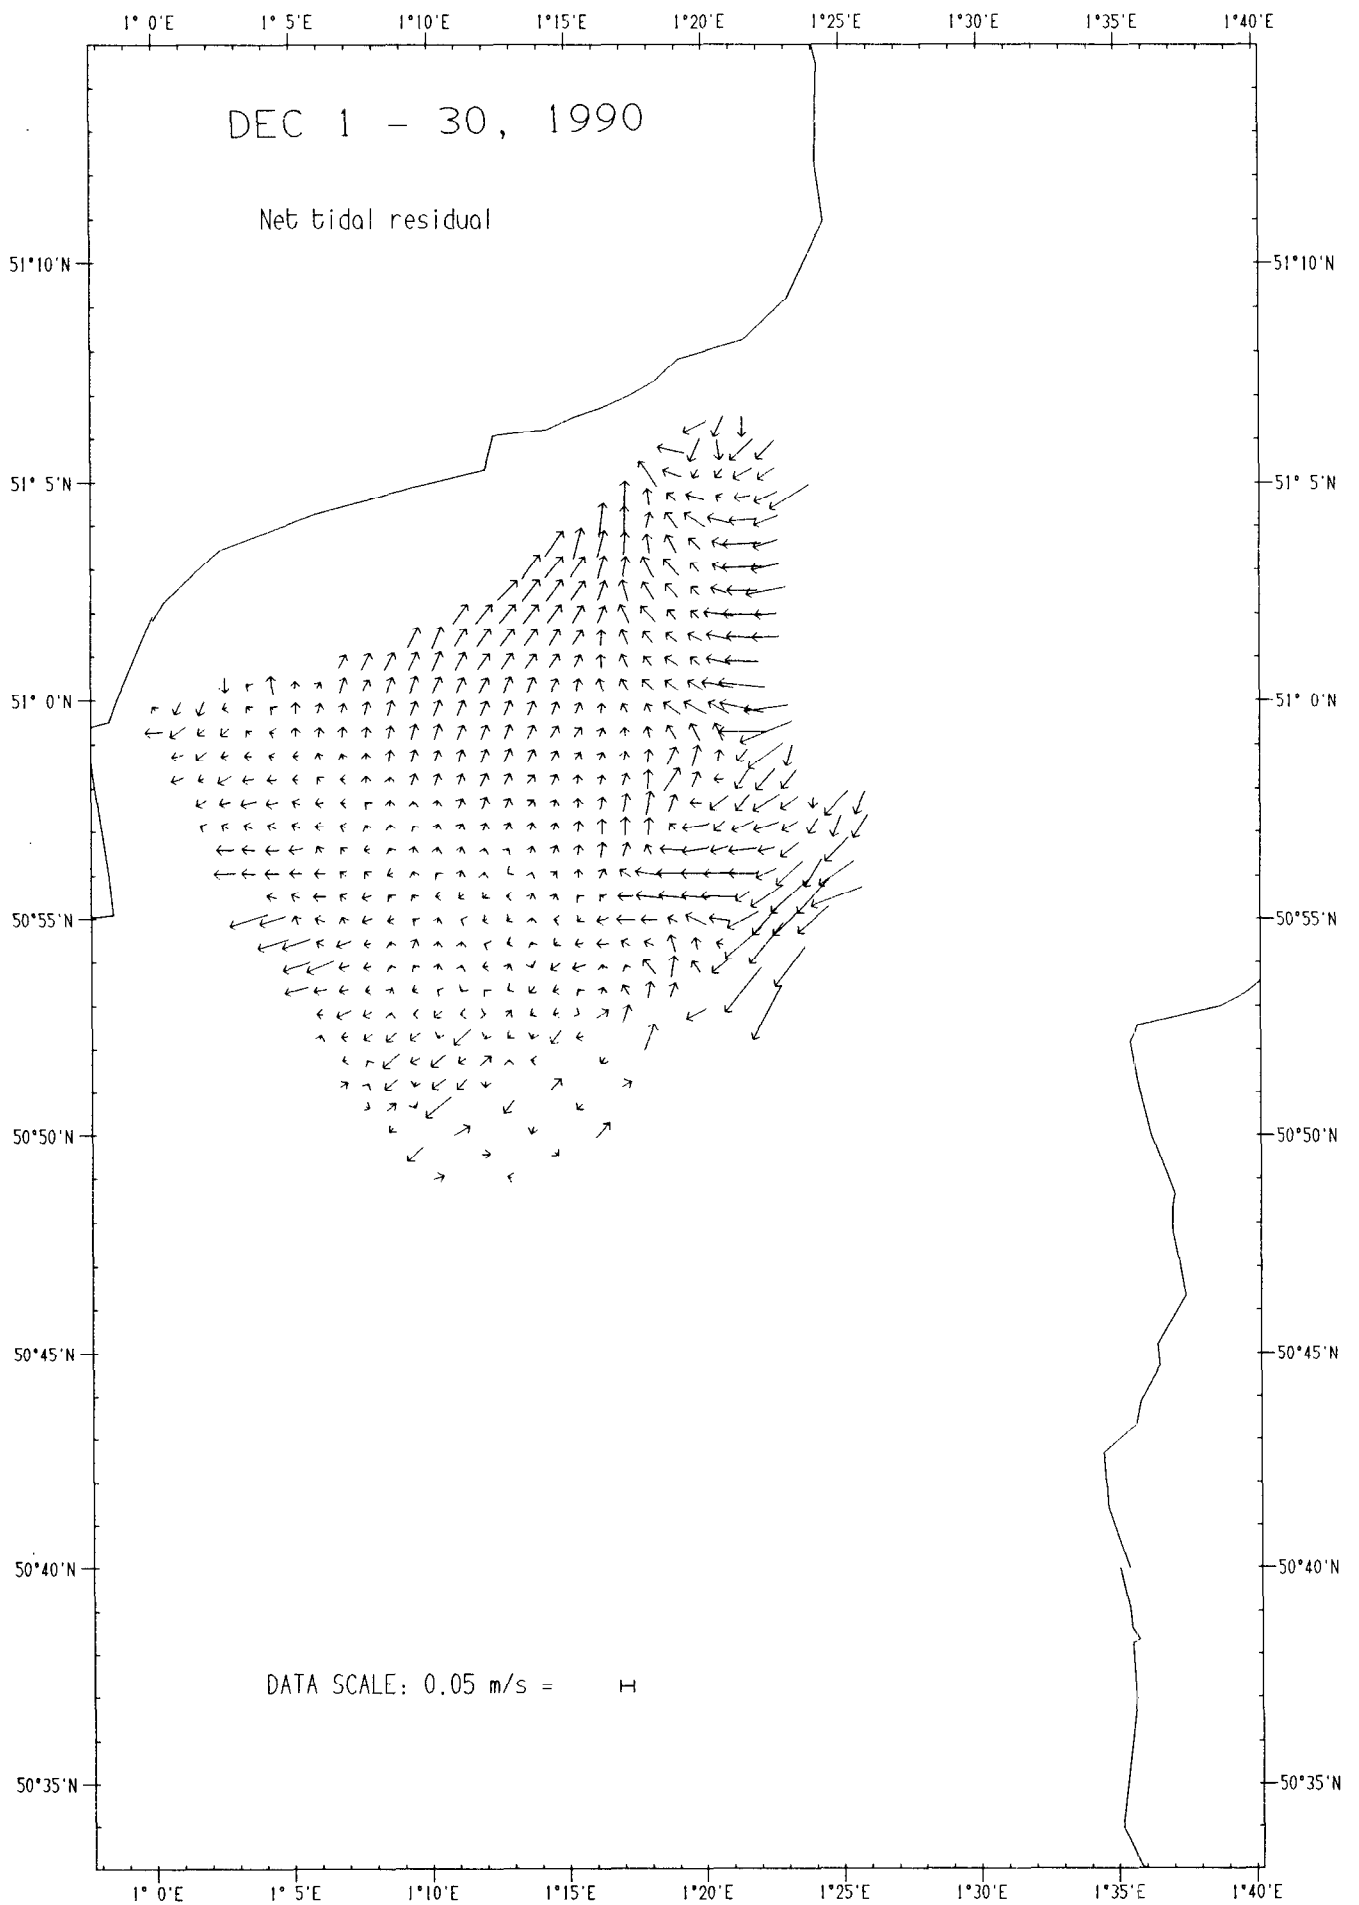 1° 0'E 1° 5'E 1°10'E 1°15'E 1°20'E 1°25'E 1°30'E 1°35'E 1°40'E
DEC 1 - 30, 1990
Net tidal residual
51°10'N 51°10'N
51° 5'N 51° 5'N
51° 0'N 51° 0'N
50°55'N 50°55'N
50°50'N 50°50'N
50°45'N 50°45'N
50°40'N 50°40'N
DATA SCALE: 0.05 m/s =
50°35'N 50°35'N
1° 0'E 1° 5'E 1°10'E 1°15'E 1°20'E 1°25'E 1°30'E 1°35'E 1°40'E